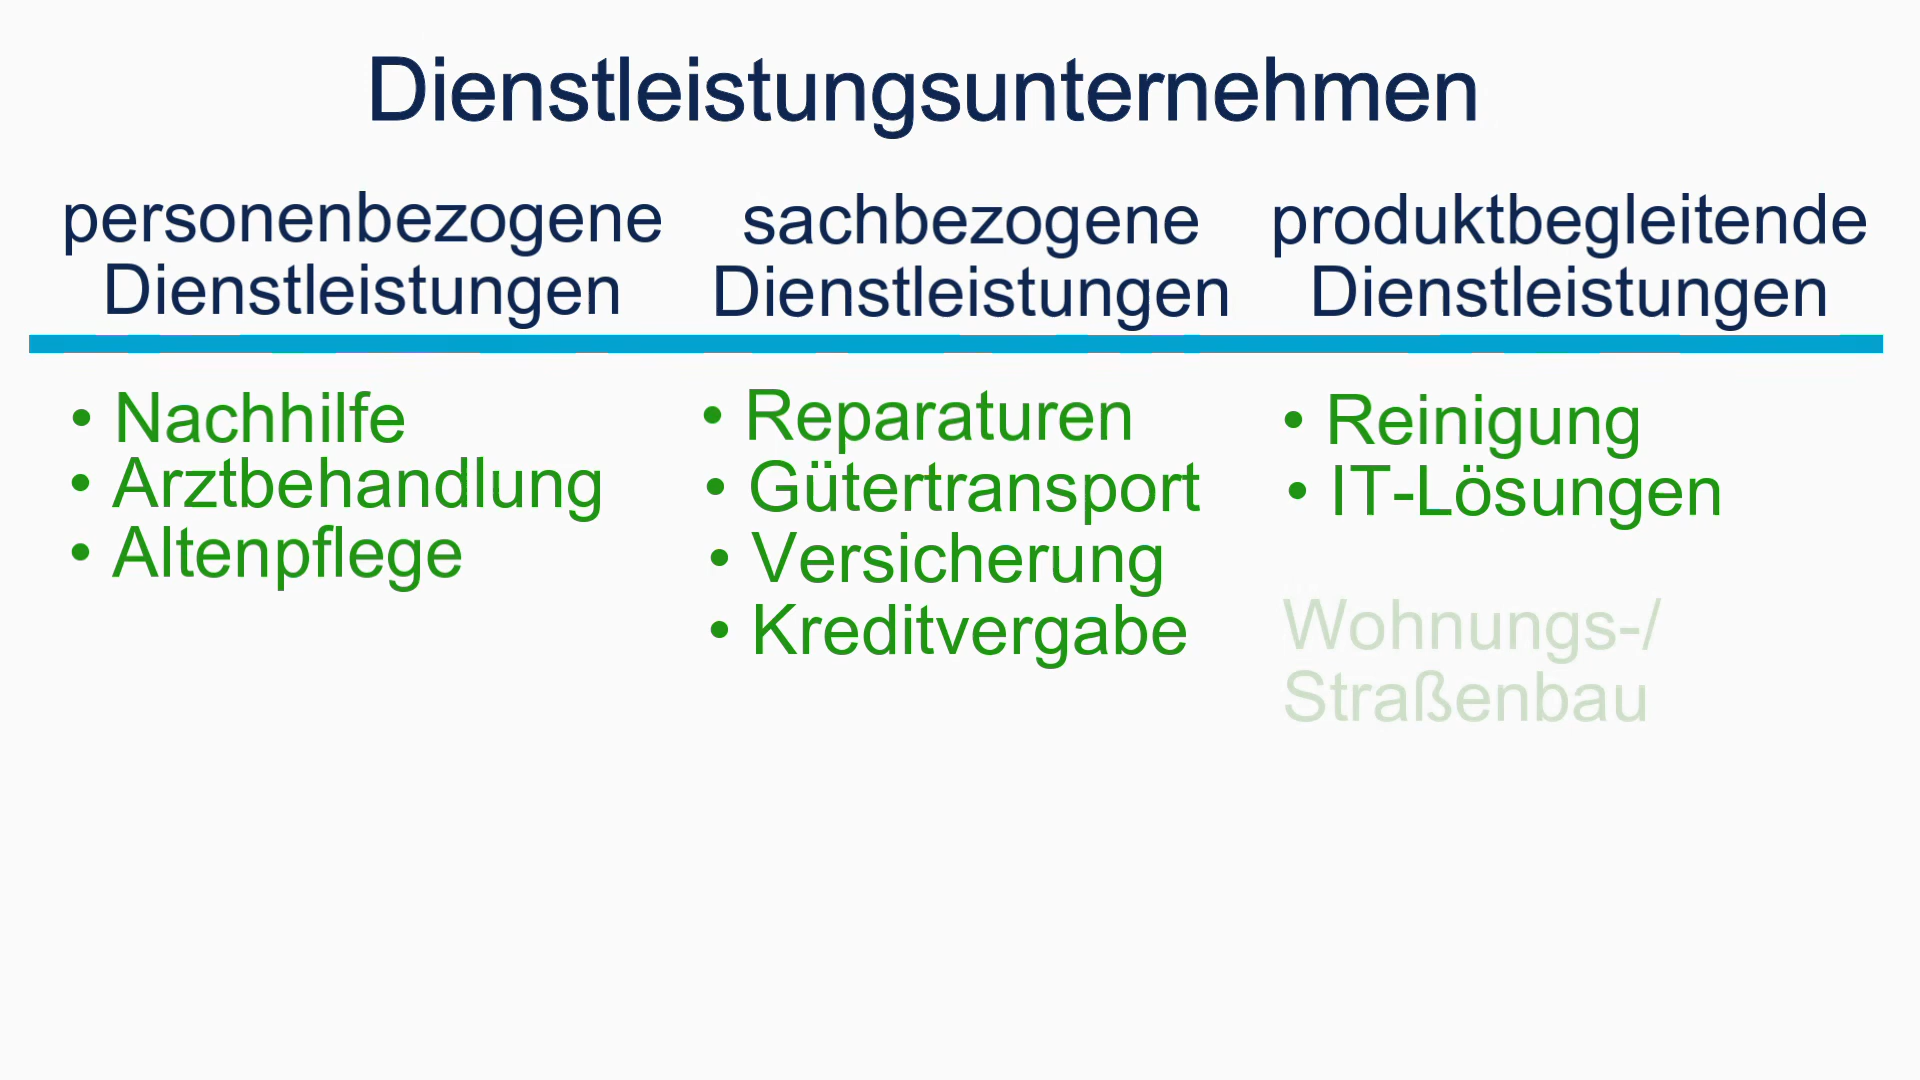 Dienstleistungsunternehmen
personenbezogene
Dienstleistungen
sachbezogene
Dienstleistungen
produktbegleitende
Dienstleistungen
• Nachhilfe
• Arztbehandlung
• Altenpflege
• Reparaturen
• Gütertransport
• Versicherung
• Kreditvergabe
• Reinigung
• IT-Lösungen
Wohnungs-/
Straßenbau